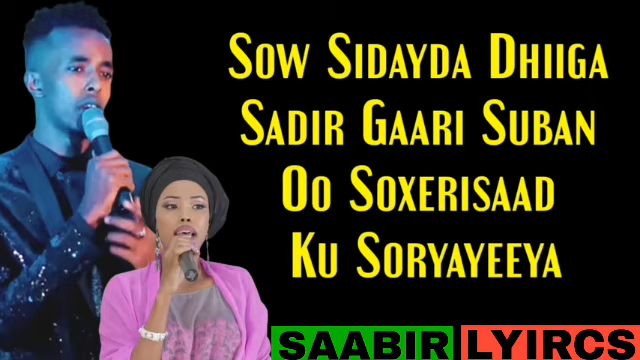 Sow Sidayda Dhiiga
Sadir Gaari Suban
Oo Soxerisaad
Ku Soryayeeya
SAABIR LYIRCS